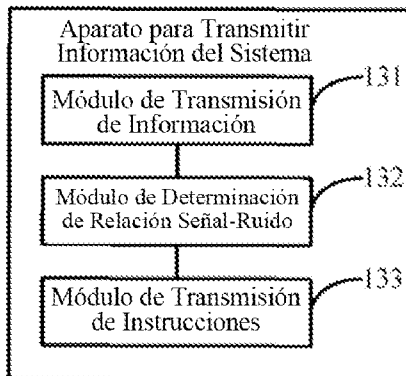 Aparato para Transmitir
Información del Sistema
Módulo de Transmisión
de Información
131
Módulo de Determinación
de Relación Señal-Ruido
132
Módulo de Transmisión
de Instrucciones
133